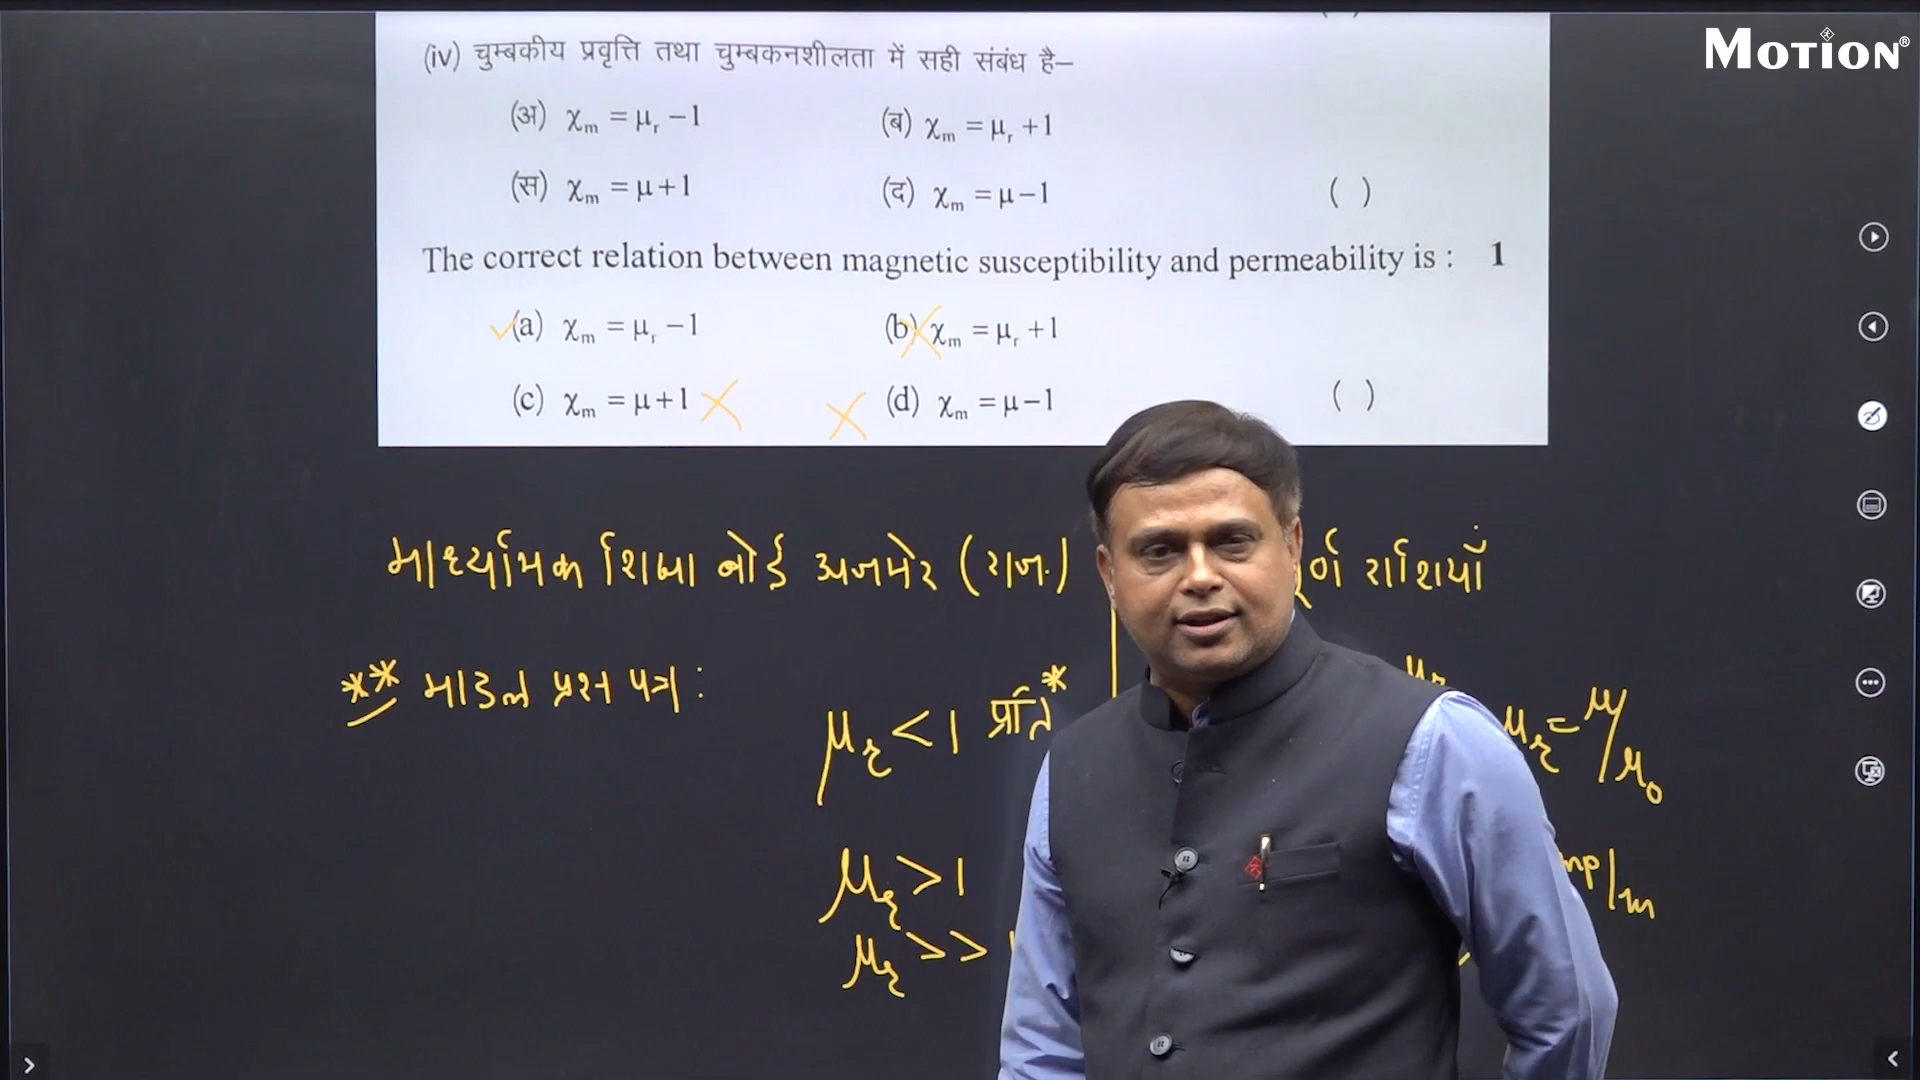 MOTION®
(iv) चुम्बकीय प्रवृत्ति तथा चुम्बकनशीलता में सही संबंध है–
(अ) χm = μr −1 (ब) χm = μr +1
(स) χm = μ+1 (द) χm = μ−1 ( )
The correct relation between magnetic susceptibility and permeability is : 1
(a) χm = μr −1 (b) χm = μr +1
(c) χm = μ+1 (d) χm = μ−1 ( )
माध्यमिक शिक्षा बोर्ड अजमेर (राज.) राशियाँ
** माडल प्रश्न पत्र :
μr < 1 प्रति* μr = μ/μ0
μr > 1 mp/m
μr >>